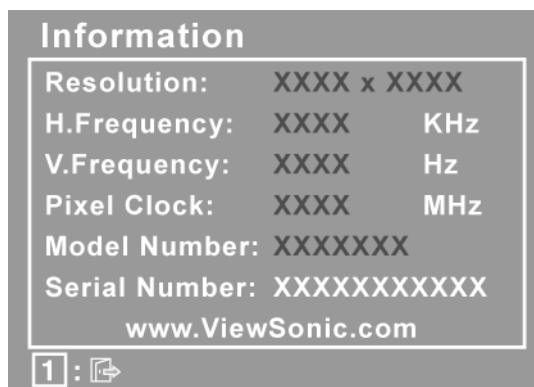 Information
Resolution: XXXX x XXXX
H.Frequency: XXXX KHz
V.Frequency: XXXX Hz
Pixel Clock: XXXX MHz
Model Number: XXXXXXX
Serial Number: XXXXXXXXXXX
www.ViewSonic.com
1 :